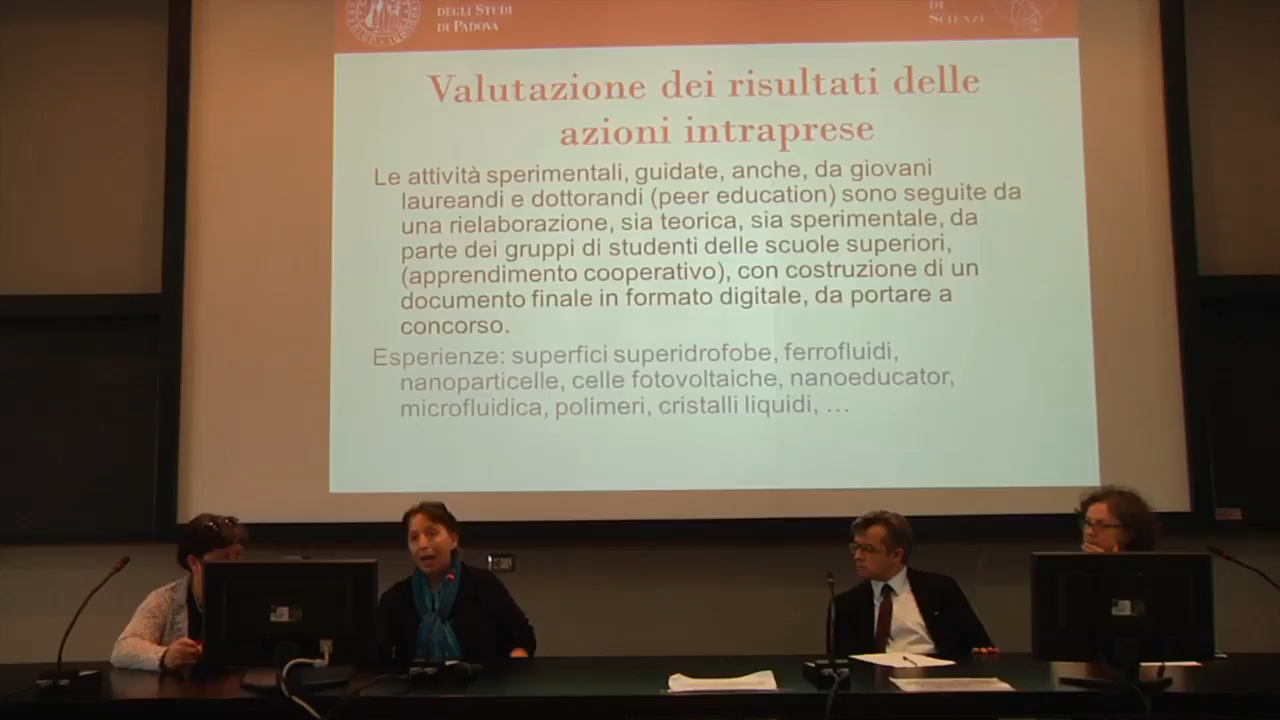 DEGLI STUDI
DI PADOVA
DI
SCIENZE
Valutazione dei risultati delle
azioni intraprese
Le attività sperimentali, guidate, anche, da giovani
laureandi e dottorandi (peer education) sono seguite da
una rielaborazione, sia teorica, sia sperimentale, da
parte dei gruppi di studenti delle scuole superiori,
(apprendimento cooperativo), con costruzione di un
documento finale in formato digitale, da portare a
concorso.
Esperienze: superfici superidrofobe, ferrofluidi,
nanoparticelle, celle fotovoltaiche, nanoeducator,
microfluidica, polimeri, cristalli liquidi, …